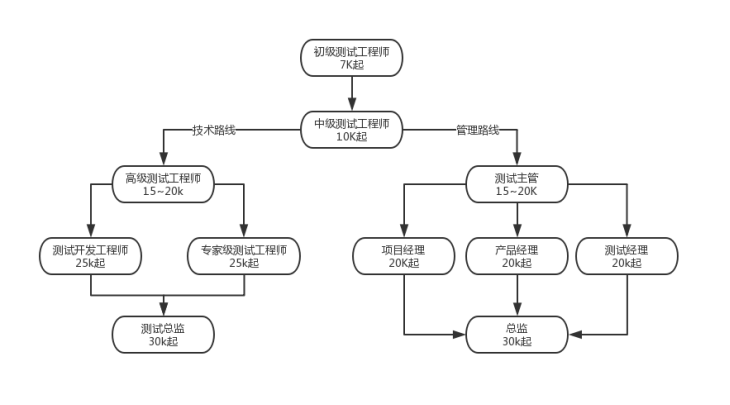 初级测试工程师
7K起
中级测试工程师
10K起
技术路线
管理路线
高级测试工程师
15~20k
测试主管
15~20K
测试开发工程师
25k起
专家级测试工程师
25k起
项目经理
20K起
产品经理
20k起
测试经理
20k起
测试总监
30k起
总监
30k起